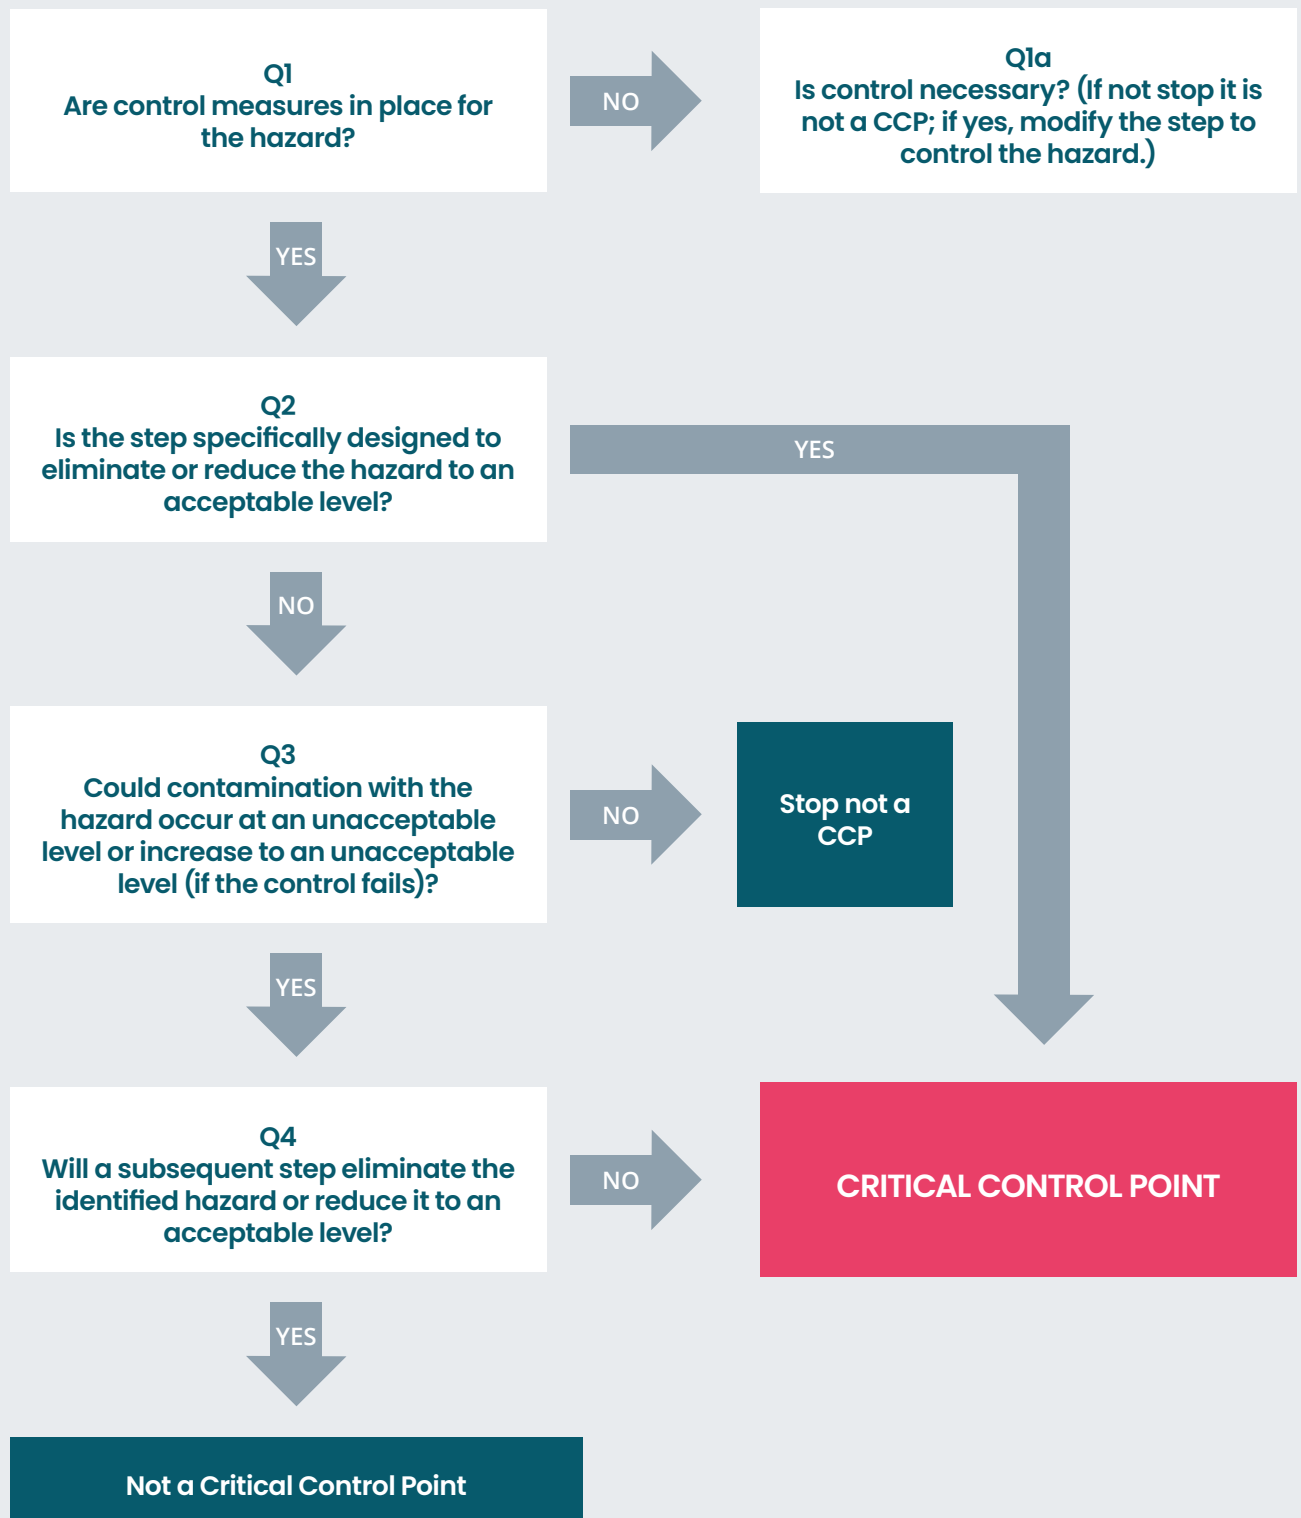 Q1
Are control measures in place for
the hazard?
NO
Q1a
Is control necessary? (If not stop it is
not a CCP; if yes, modify the step to
control the hazard.)
YES
Q2
Is the step specifically designed to
eliminate or reduce the hazard to an
acceptable level?
YES
NO
Q3
Could contamination with the
hazard occur at an unacceptable
level or increase to an unacceptable
level (if the control fails)?
NO
Stop not a
CCP
YES
Q4
Will a subsequent step eliminate the
identified hazard or reduce it to an
acceptable level?
NO
CRITICAL CONTROL POINT
YES
Not a Critical Control Point